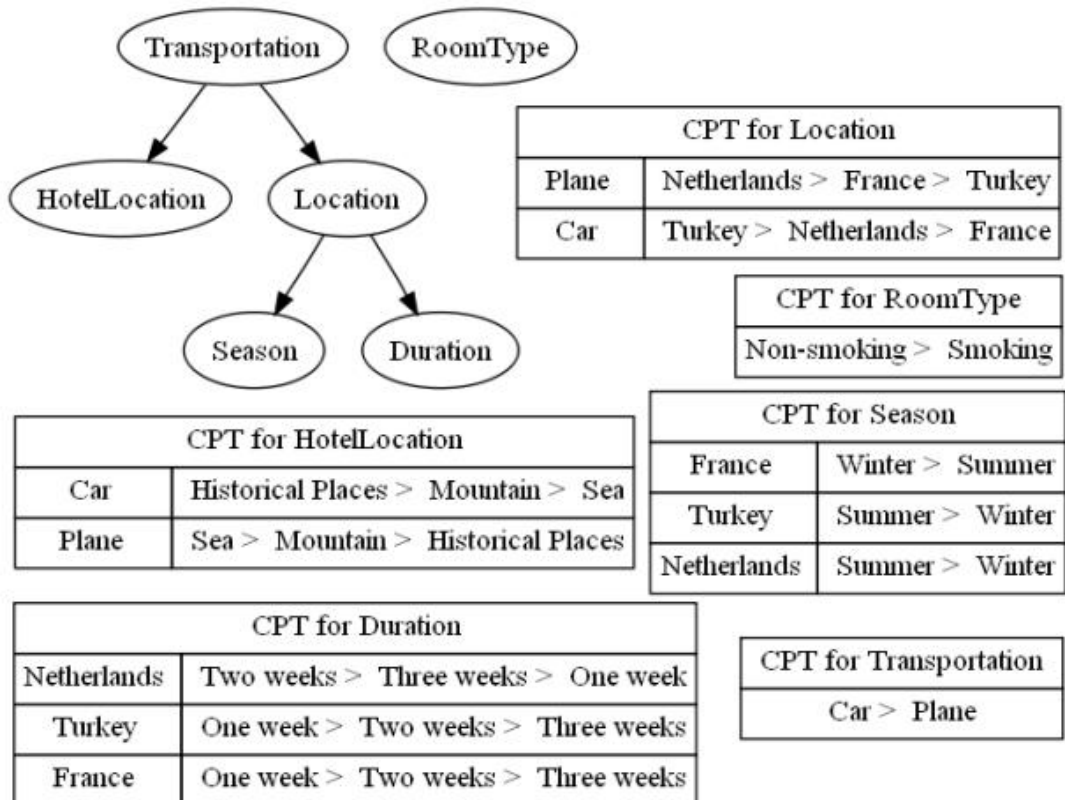 Transportation
RoomType
HotelLocation
Location
Season
Duration
CPT for Location
Plane Netherlands > France > Turkey
Car Turkey > Netherlands > France
CPT for RoomType
Non-smoking > Smoking
CPT for HotelLocation
Car Historical Places > Mountain > Sea
Plane Sea > Mountain > Historical Places
CPT for Season
France Winter > Summer
Turkey Summer > Winter
Netherlands Summer > Winter
CPT for Duration
Netherlands Two weeks > Three weeks > One week
Turkey One week > Two weeks > Three weeks
France One week > Two weeks > Three weeks
CPT for Transportation
Car > Plane